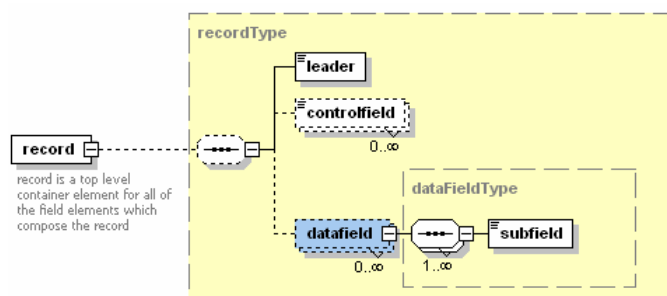 recordType
leader
controlfield
0..∞
record
record is a top level
container element for all of
the field elements which
compose the record
dataFieldType
datafield
subfield
0..∞
1..∞